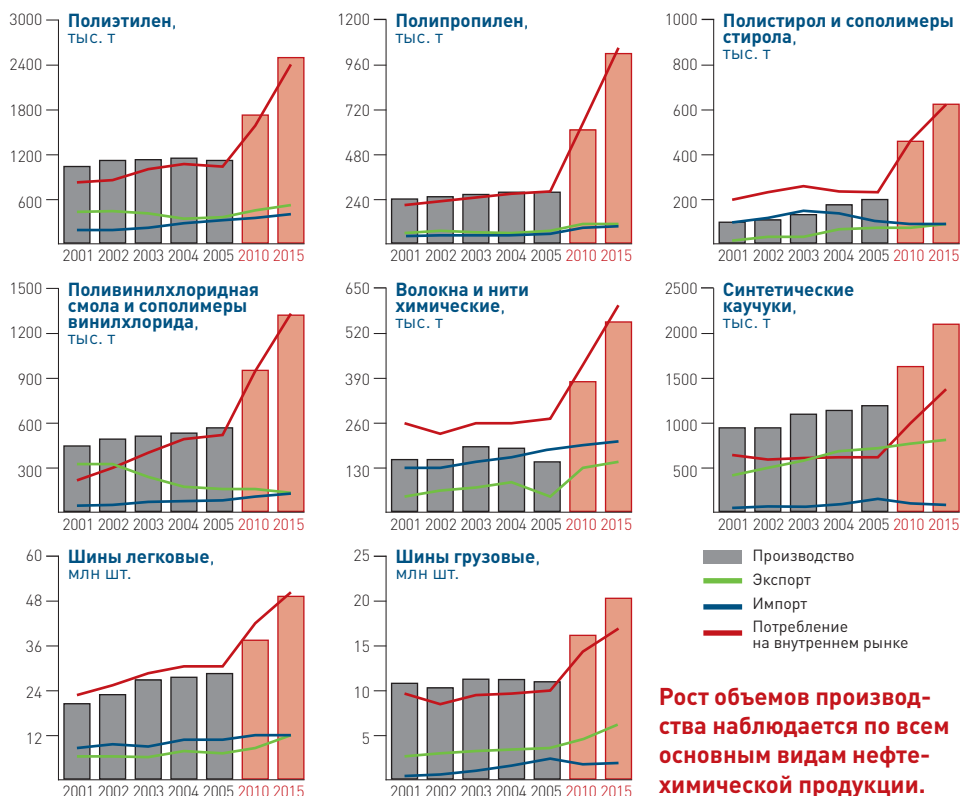 Полиэтилен,
тыс. т
3000
2400
1800
1200
600
2001 2002 2003 2004 2005 2010 2015
Полипропилен,
тыс. т
1200
960
720
480
240
2001 2002 2003 2004 2005 2010 2015
Полистирол и сополимеры
стирола,
тыс. т
1000
800
600
400
200
2001 2002 2003 2004 2005 2010 2015
Поливинилхлоридная
смола и сополимеры
винилхлорида,
тыс. т
1500
1200
900
600
300
2001 2002 2003 2004 2005 2010 2015
Волокна и нити
химические,
тыс. т
650
520
390
260
130
2001 2002 2003 2004 2005 2010 2015
Синтетические
каучуки,
тыс. т
2500
2000
1500
1000
500
2001 2002 2003 2004 2005 2010 2015
Шины легковые,
млн шт.
60
48
36
24
12
2001 2002 2003 2004 2005 2010 2015
Шины грузовые,
млн шт.
25
20
15
10
5
2001 2002 2003 2004 2005 2010 2015
Производство
Экспорт
Импорт
Потребление
на внутреннем рынке
Рост объемов производ-
ства наблюдается по всем
основным видам нефте-
химической продукции.